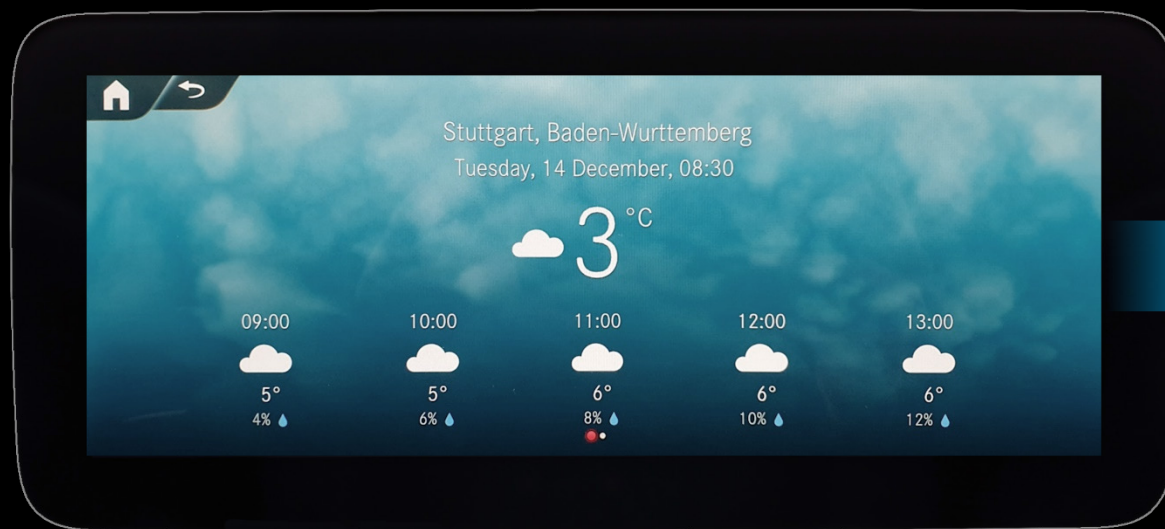 Stuttgart, Baden-Wurttemberg
Tuesday, 14 December, 08:30
3 °C
09:00 10:00 11:00 12:00 13:00
5° 5° 6° 6° 6°
4% 6% 8% 10% 12%